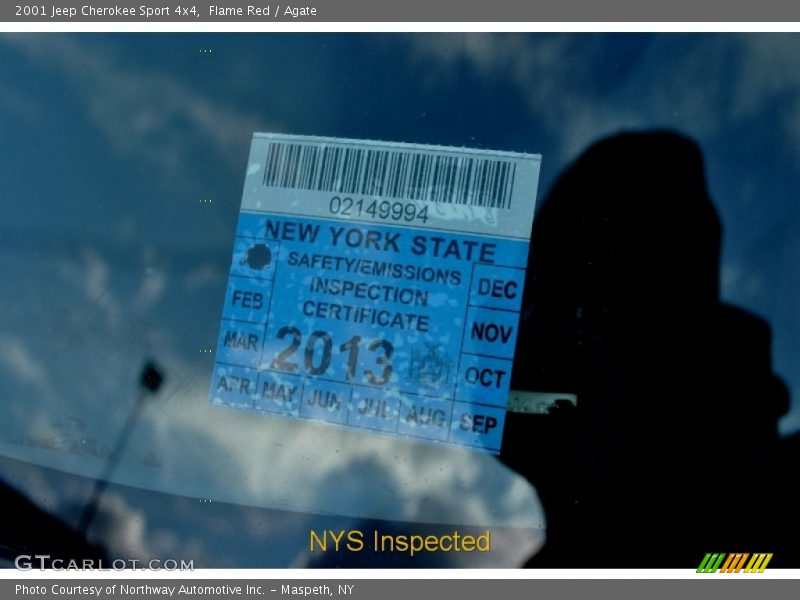 2001 Jeep Cherokee Sport 4x4, Flame Red / Agate
02149994
NEW YORK STATE
SAFETY/EMISSIONS
INSPECTION
CERTIFICATE
2013
FEB
MAR
APR
MAY
JUN
JUL
AUG
SEP
OCT
NOV
DEC
NYS Inspected
GTCARLOT.COM
Photo Courtesy of Northway Automotive Inc. – Maspeth, NY